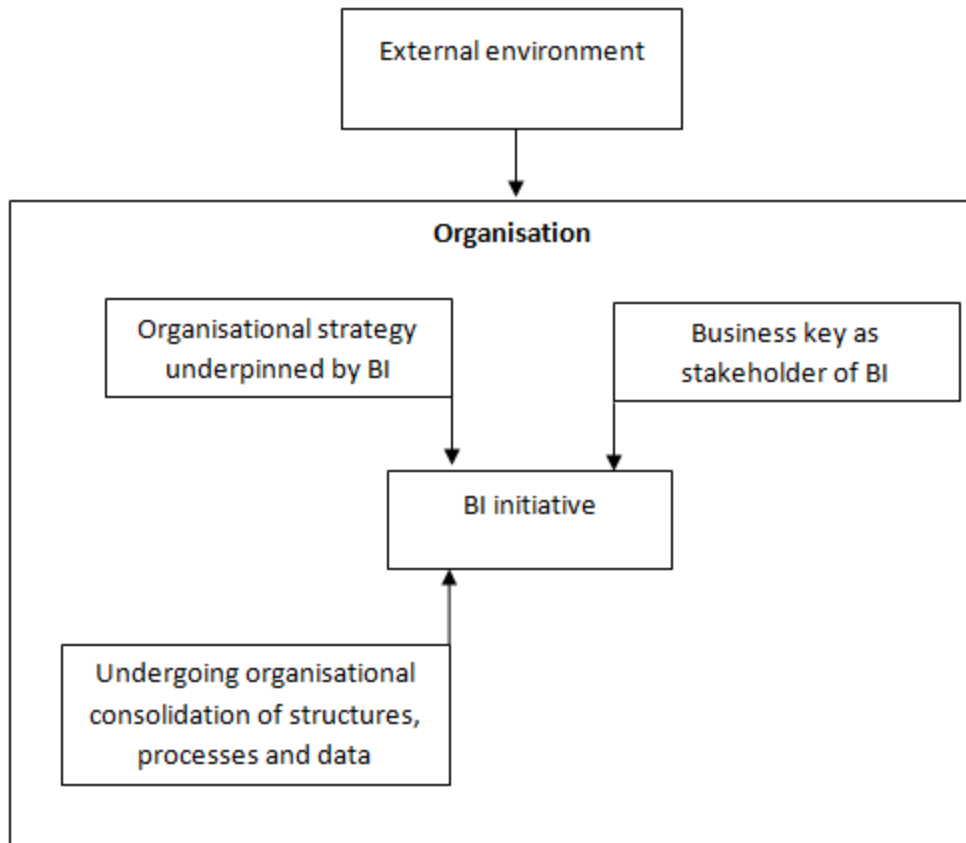 External environment
Organisation
Organisational strategy
underpinned by BI
Business key as
stakeholder of BI
BI initiative
Undergoing organisational
consolidation of structures,
processes and data